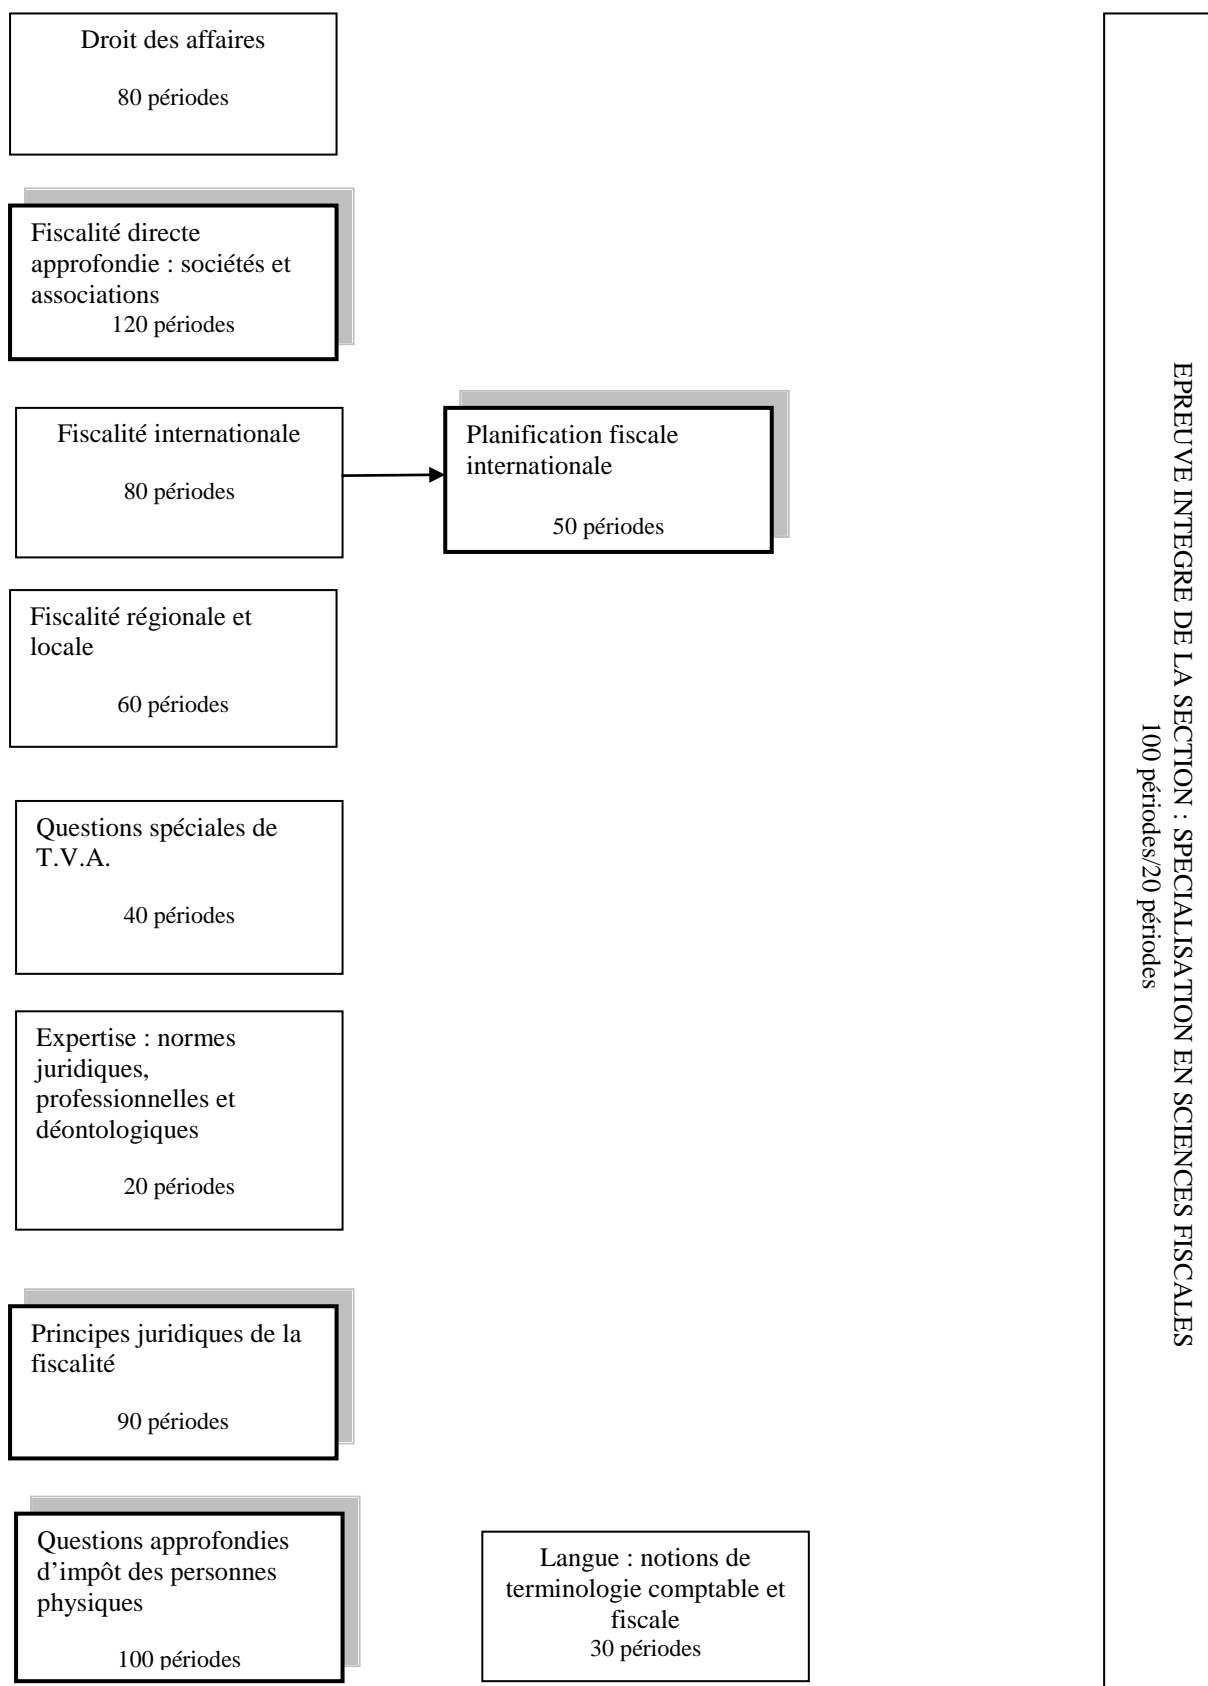 Droit des affaires
80 périodes
Fiscalité directe
approfondie : sociétés et
associations
120 périodes
Fiscalité internationale
80 périodes
Planification fiscale
internationale
50 périodes
Fiscalité régionale et
locale
60 périodes
Questions spéciales de
T.V.A.
40 périodes
Expertise : normes
juridiques,
professionnelles et
déontologiques
20 périodes
Principes juridiques de la
fiscalité
90 périodes
Questions approfondies
d’impôt des personnes
physiques
100 périodes
Langue : notions de
terminologie comptable et
fiscale
30 périodes
EPREUVE INTEGRE DE LA SECTION : SPECIALISATION EN SCIENCES FISCALES
100 périodes/20 périodes